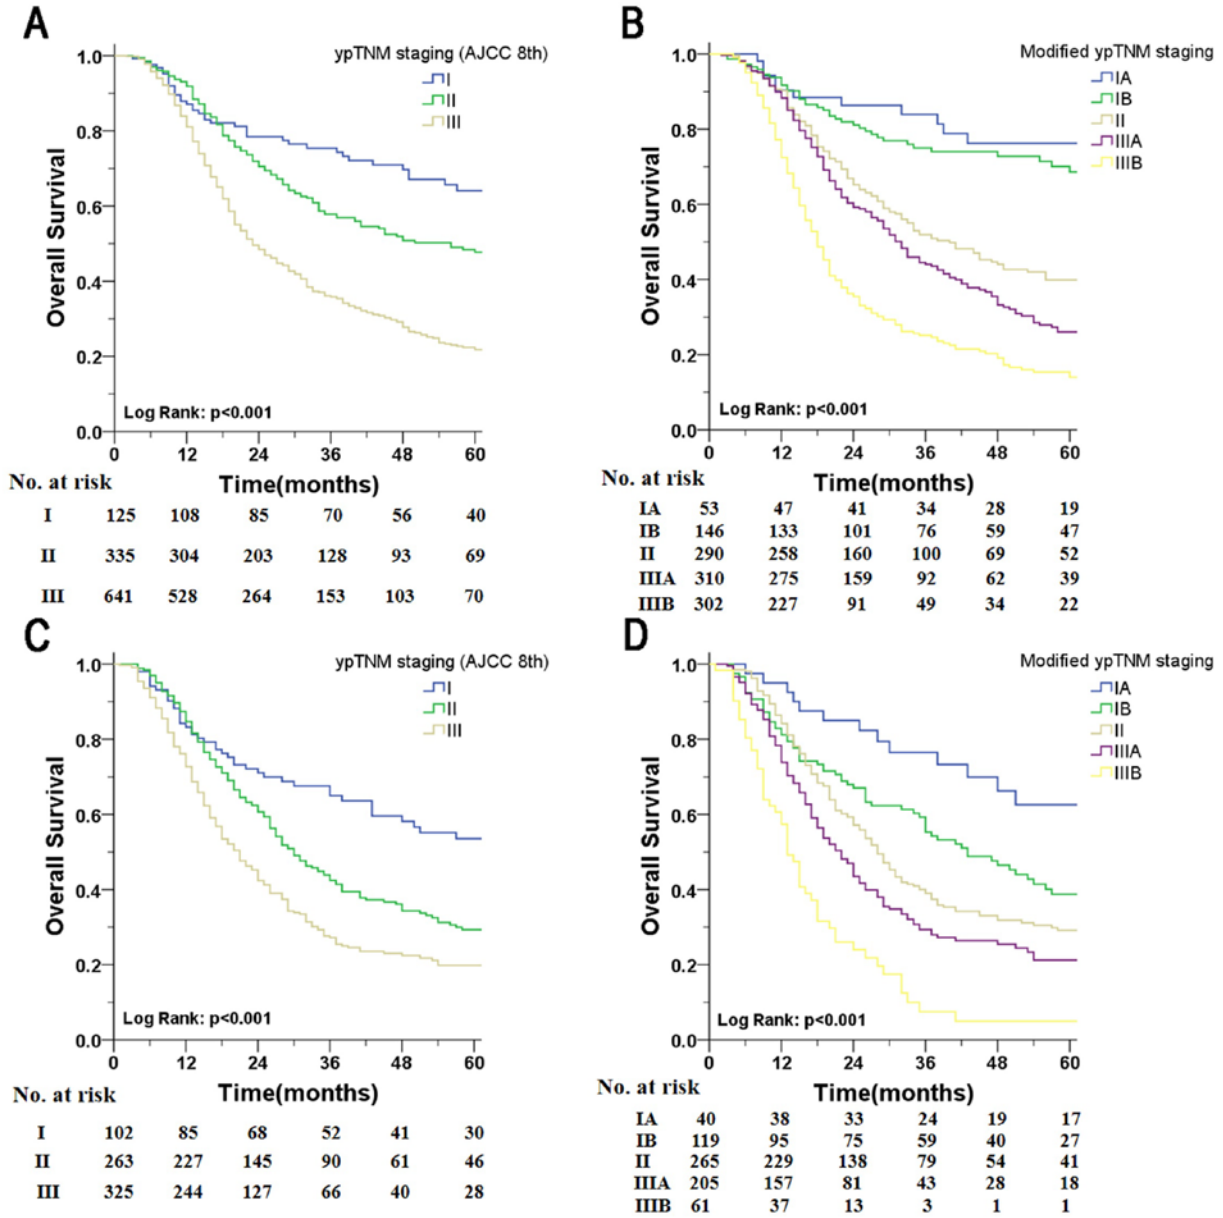 A
ypTNM staging (AJCC 8th)
I
II
III
1.0
0.8
0.6
0.4
0.2
0.0
Overall Survival
Log Rank: p<0.001
0 12 24 36 48 60
No. at risk Time(months)
I 125 108 85 70 56 40
II 335 304 203 128 93 69
III 641 528 264 153 103 70
B
Modified ypTNM staging
IA
IB
II
IIIA
IIIB
1.0
0.8
0.6
0.4
0.2
0.0
Overall Survival
Log Rank: p<0.001
0 12 24 36 48 60
No. at risk Time(months)
IA 53 47 41 34 28 19
IB 146 133 101 76 59 47
II 290 258 160 100 69 52
IIIA 310 275 159 92 62 39
IIIB 302 227 91 49 34 22
C
ypTNM staging (AJCC 8th)
I
II
III
1.0
0.8
0.6
0.4
0.2
0.0
Overall Survival
Log Rank: p<0.001
0 12 24 36 48 60
No. at risk Time(months)
I 102 85 68 52 41 30
II 263 227 145 90 61 46
III 325 244 127 66 40 28
D
Modified ypTNM staging
IA
IB
II
IIIA
IIIB
1.0
0.8
0.6
0.4
0.2
0.0
Overall Survival
Log Rank: p<0.001
0 12 24 36 48 60
No. at risk Time(months)
IA 40 38 33 24 19 17
IB 119 95 75 59 40 27
II 265 229 138 79 54 41
IIIA 205 157 81 43 28 18
IIIB 61 37 13 3 1 1